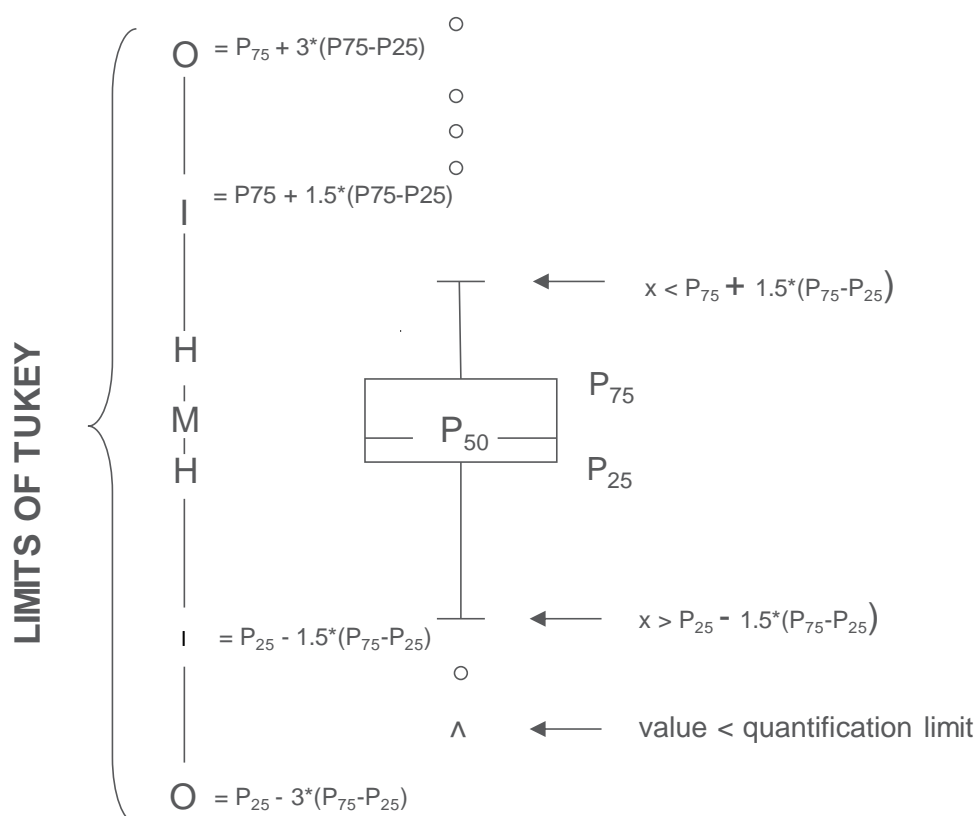 LIMITS OF TUKEY
O = P₇₅ + 3*(P75-P25)
I = P75 + 1.5*(P75-P25)
x < P₇₅ + 1.5*(P₇₅-P₂₅)
H
P₇₅
M
P₅₀
H
P₂₅
I = P₂₅ - 1.5*(P₇₅-P₂₅)
x > P₂₅ - 1.5*(P₇₅-P₂₅)
^ value < quantification limit
O = P₂₅ - 3*(P₇₅-P₂₅)